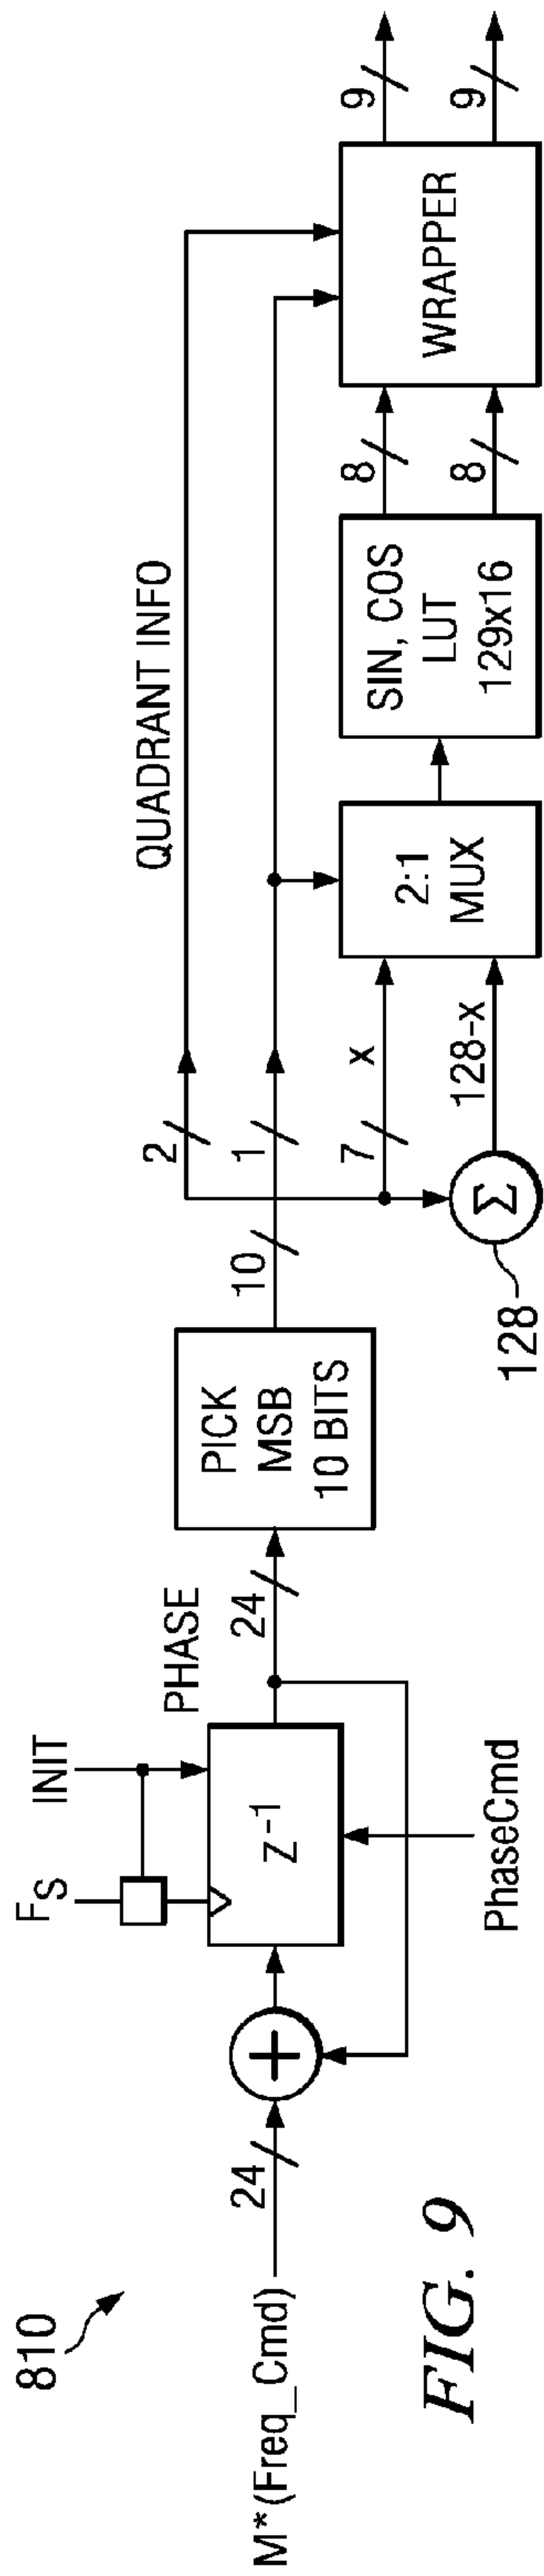 810
M*(Freq_Cmd)
24
+
FS
INIT
Z-1
PhaseCmd
PHASE
24
PICK
MSB
10 BITS
10
QUADRANT INFO
2
1
7
x
128-x
Σ
128
2:1
MUX
SIN, COS
LUT
129x16
8
8
WRAPPER
9
9
FIG. 9